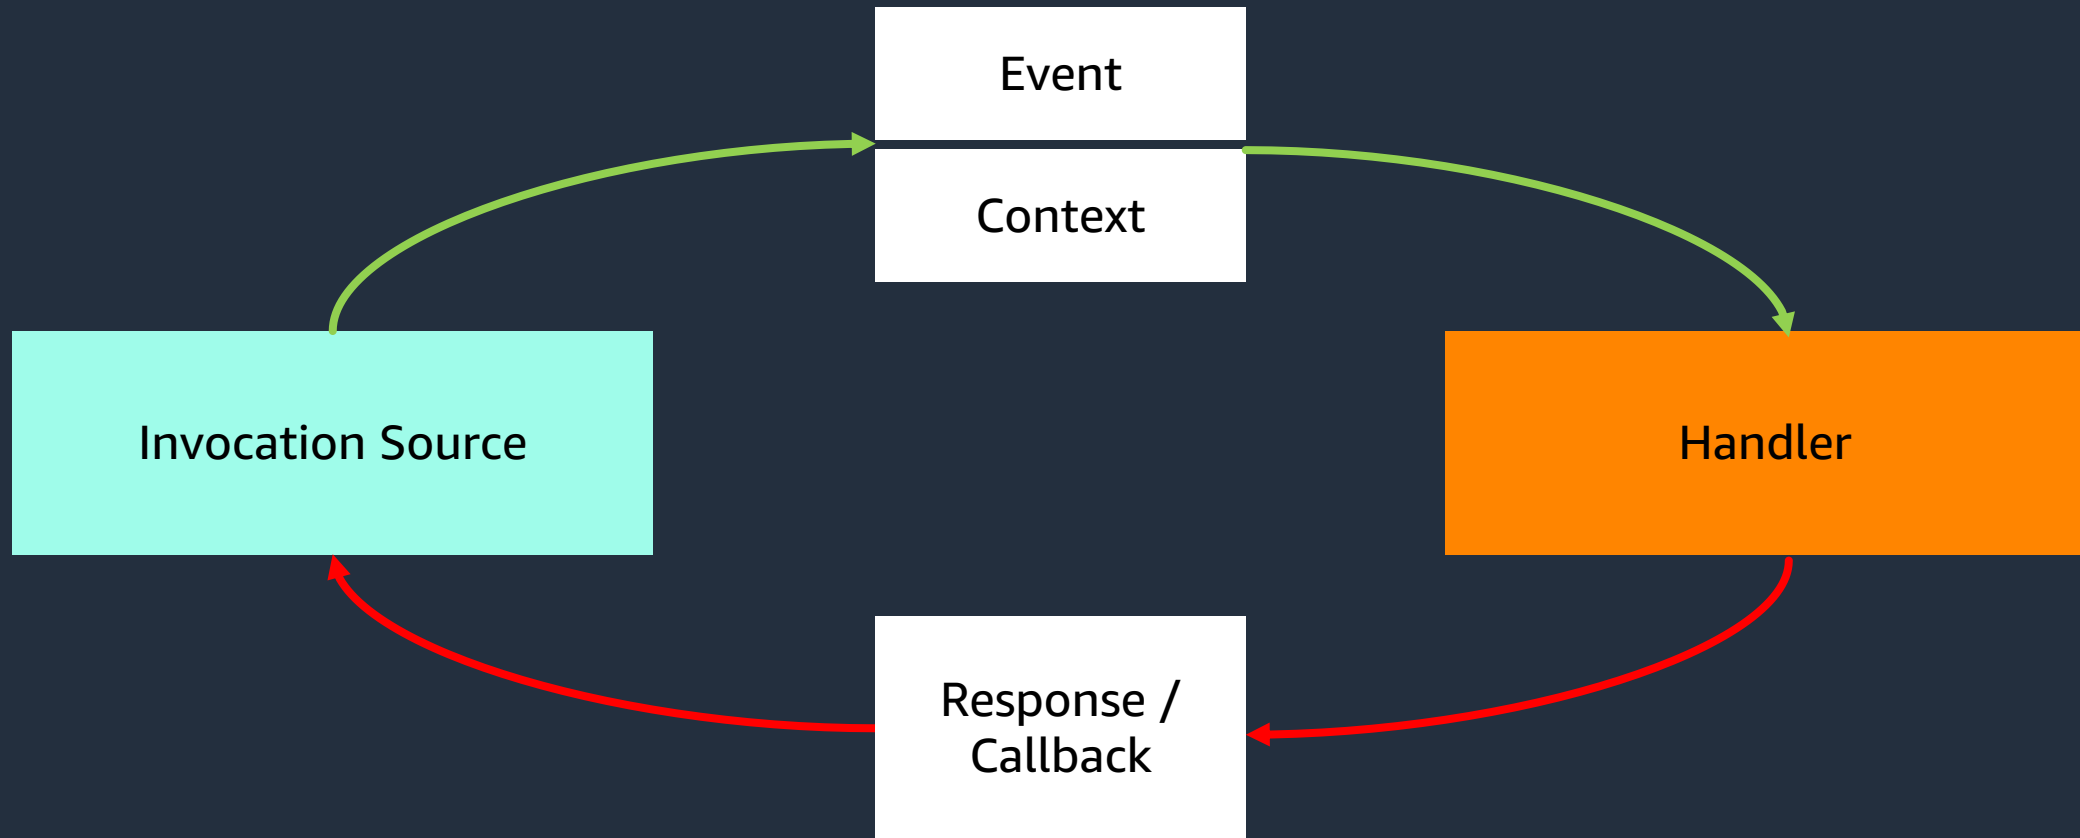 Event
Context
Invocation Source
Handler
Response /
Callback